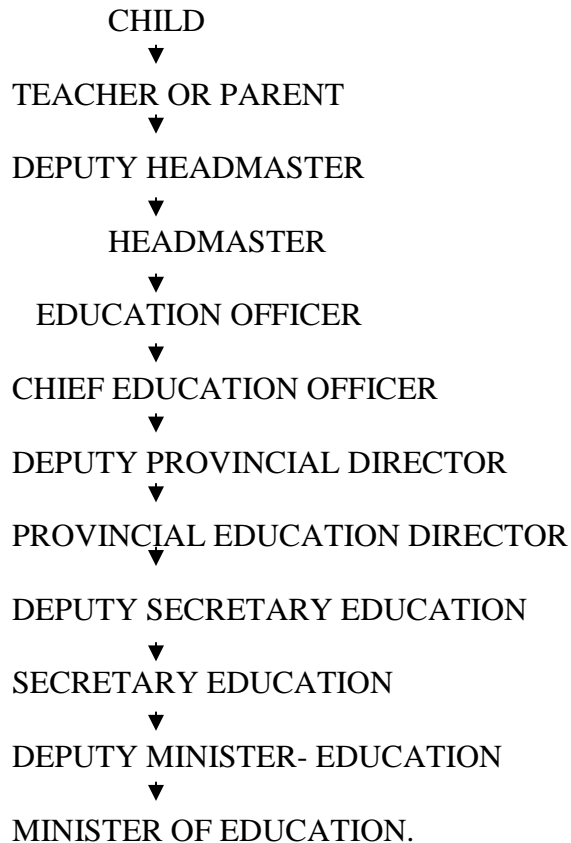 CHILD
TEACHER OR PARENT
DEPUTY HEADMASTER
HEADMASTER
EDUCATION OFFICER
CHIEF EDUCATION OFFICER
DEPUTY PROVINCIAL DIRECTOR
PROVINCIAL EDUCATION DIRECTOR
DEPUTY SECRETARY EDUCATION
SECRETARY EDUCATION
DEPUTY MINISTER- EDUCATION
MINISTER OF EDUCATION.